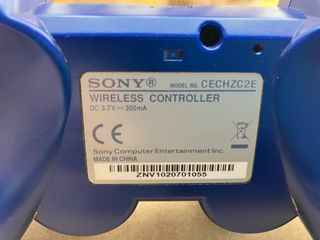 SONY® MODEL NO. CECHZC2E
WIRELESS CONTROLLER
DC 3.7V⎓300mA
CE
Sony Computer Entertainment Inc.
MADE IN CHINA
ZNV1020701055